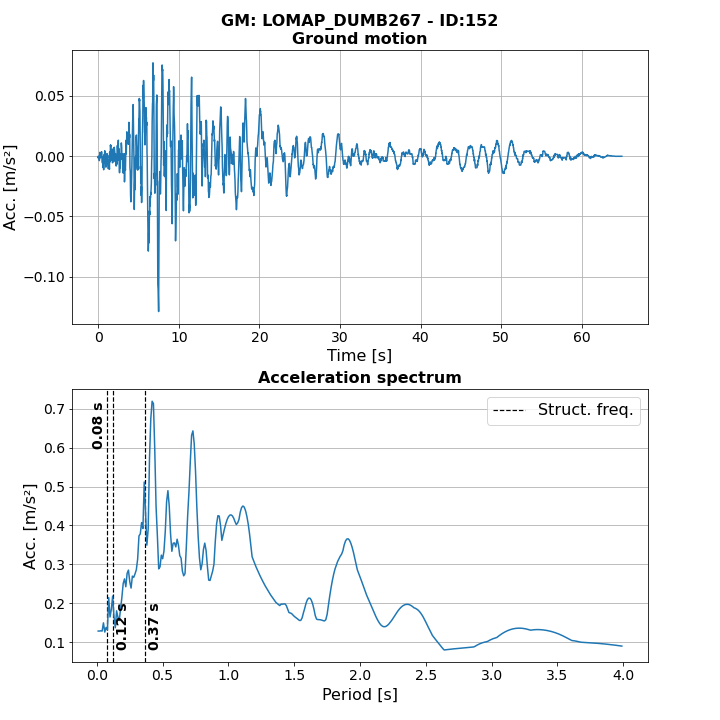 GM: LOMAP_DUMB267 - ID:152
Ground motion
Acc. [m/s²]
0.05
0.00
−0.05
−0.10
0
10
20
30
40
50
60
Time [s]
Acceleration spectrum
Acc. [m/s²]
0.7
0.6
0.5
0.4
0.3
0.2
0.1
0.08 s
0.12 s
0.37 s
Struct. freq.
0.0
0.5
1.0
1.5
2.0
2.5
3.0
3.5
4.0
Period [s]